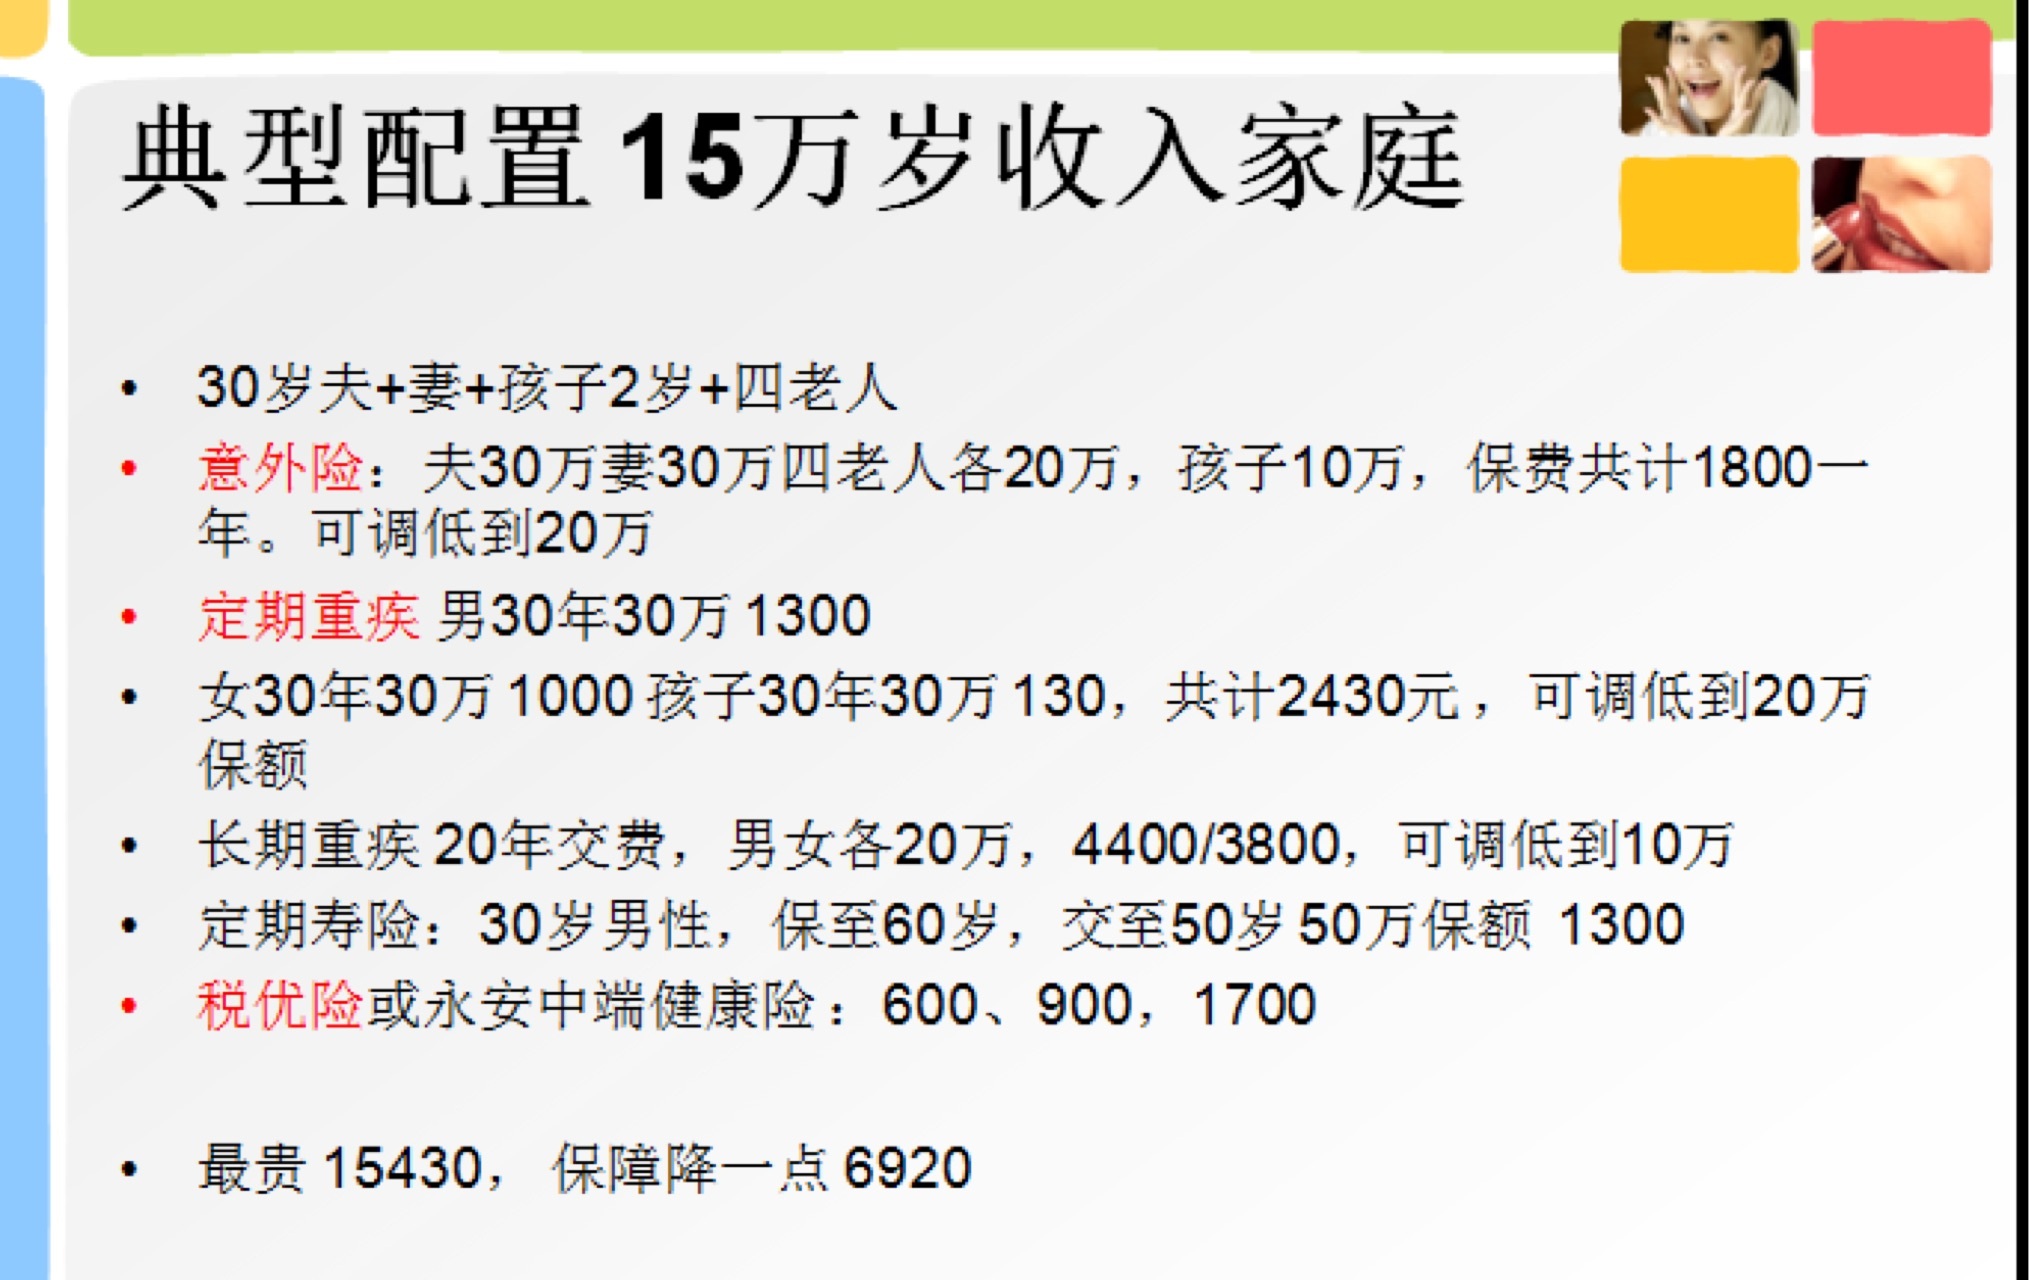 典型配置 15万岁收入家庭
• 30岁夫+妻+孩子2岁+四老人
• 意外险：夫30万妻30万四老人各20万，孩子10万，保费共计1800一
年。可调低到20万
• 定期重疾 男30年30万 1300
• 女30年30万 1000 孩子30年30万 130，共计2430元，可调低到20万
保额
• 长期重疾 20年交费，男女各20万，4400/3800，可调低到10万
• 定期寿险：30岁男性，保至60岁，交至50岁 50万保额 1300
• 税优险或永安中端健康险：600、900，1700
• 最贵 15430， 保障降一点 6920